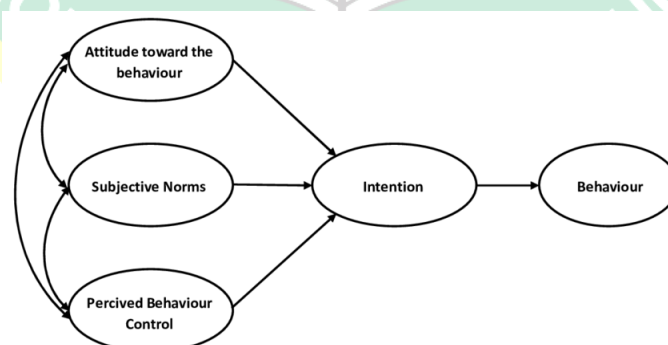 Attitude toward the
behaviour
Subjective Norms
Intention
Behaviour
Percived Behaviour
Control